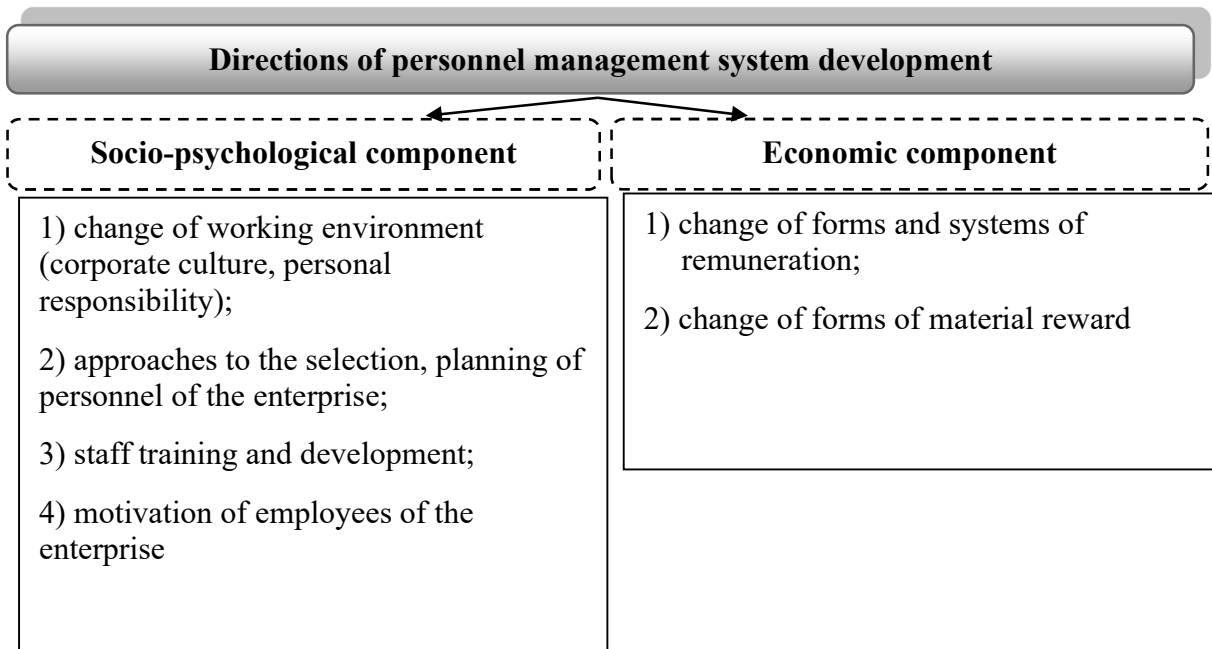 Directions of personnel management system development
Socio-psychological component
1) change of working environment
(corporate culture, personal
responsibility);
2) approaches to the selection, planning of
personnel of the enterprise;
3) staff training and development;
4) motivation of employees of the
enterprise
Economic component
1) change of forms and systems of
remuneration;
2) change of forms of material reward